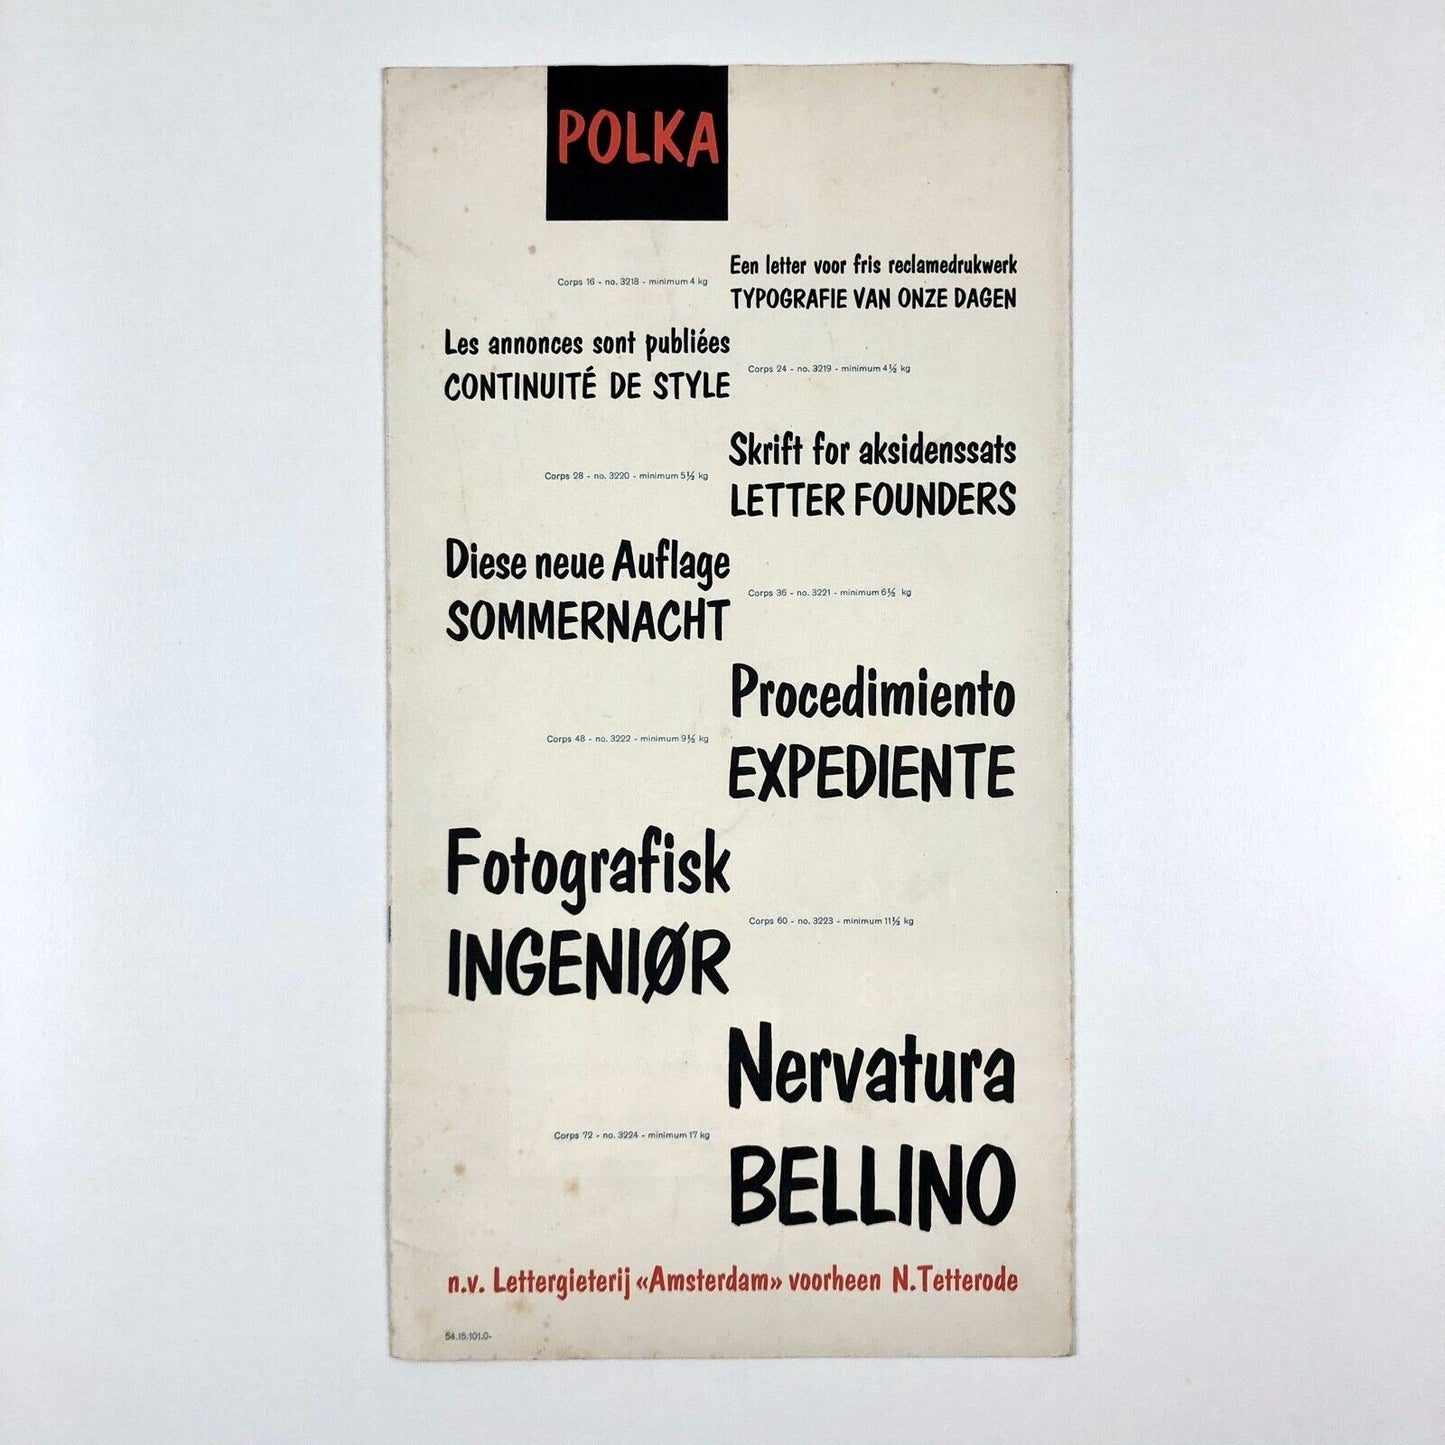 POLKA
Corps 16 - no. 3218 - minimum 4 kg
Een letter voor fris reclamedrukwerk
TYPOGRAFIE VAN ONZE DAGEN
Les annonces sont publiées
CONTINUITÉ DE STYLE
Corps 24 - no. 3219 - minimum 4½ kg
Corps 28 - no. 3220 - minimum 5½ kg
Skrift for aksidenssats
LETTER FOUNDERS
Diese neue Auflage
SOMMERNACHT
Corps 36 - no. 3221 - minimum 6½ kg
Corps 48 - no. 3222 - minimum 9½ kg
Procedimiento
EXPEDIENTE
Fotografisk
INGENIØR
Corps 60 - no. 3223 - minimum 11½ kg
Corps 72 - no. 3224 - minimum 17 kg
Nervatura
BELLINO
n.v. Lettergieterij «Amsterdam» voorheen N. Tetterode
54.15.101.0-